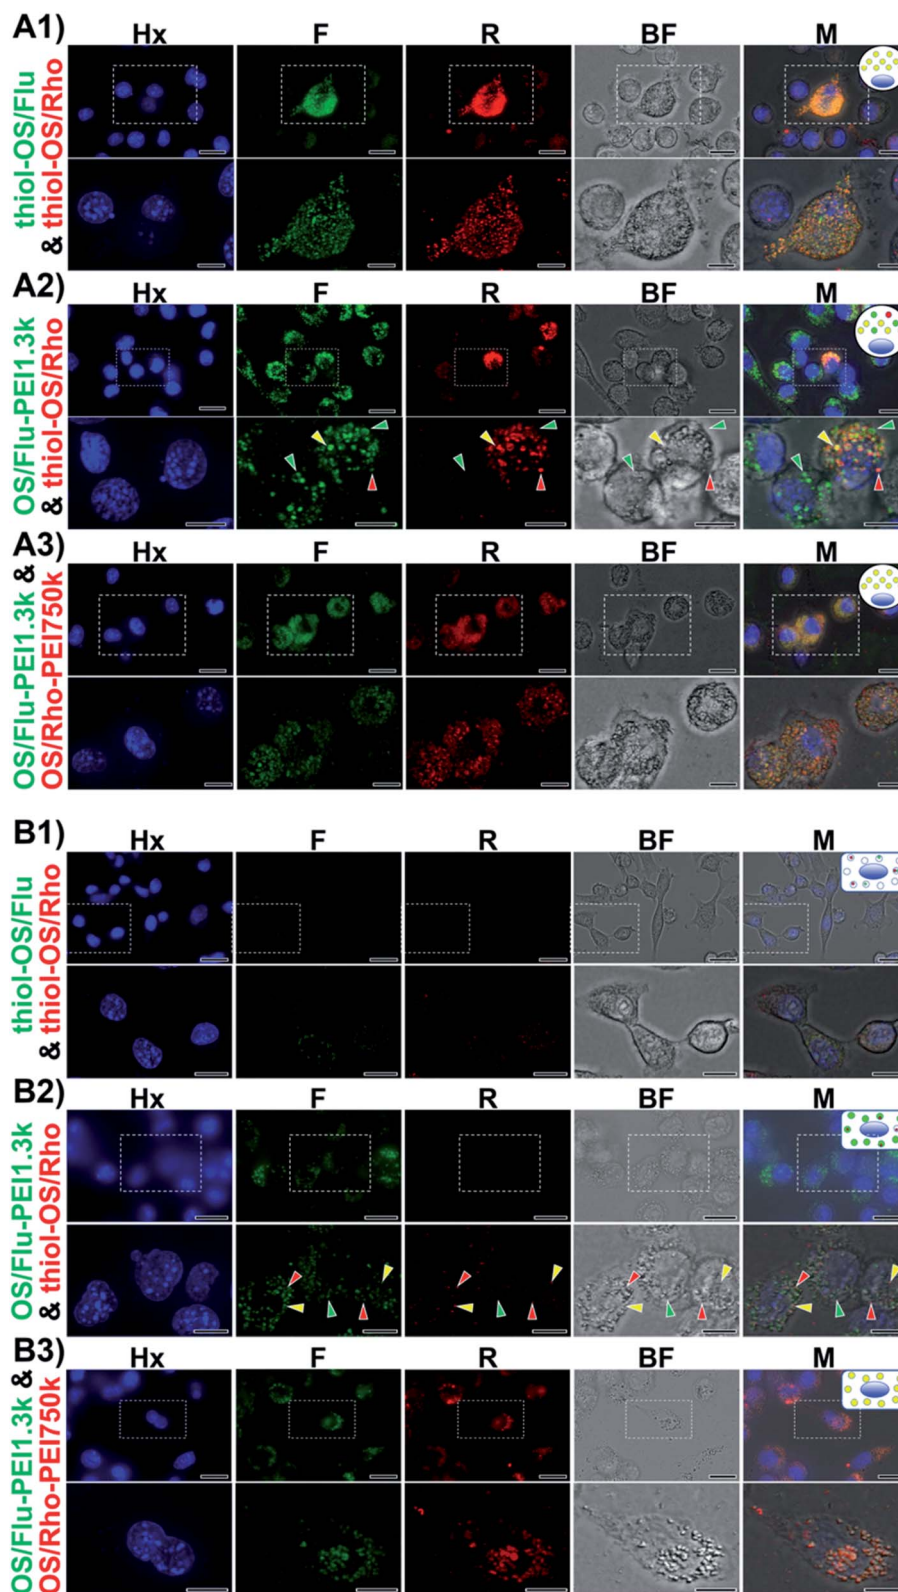 A1)
Hx F R BF M
thiol-OS/Flu
& thiol-OS/Rho
A2)
Hx F R BF M
OS/Flu-PEI1.3k
& thiol-OS/Rho
A3)
Hx F R BF M
OS/Flu-PEI1.3k &
OS/Rho-PEI750k
B1)
Hx F R BF M
thiol-OS/Flu
& thiol-OS/Rho
B2)
Hx F R BF M
OS/Flu-PEI1.3k
& thiol-OS/Rho
B3)
Hx F R BF M
OS/Flu-PEI1.3k &
OS/Rho-PEI750k